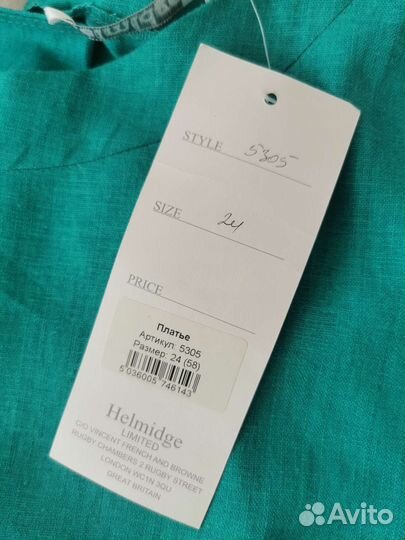 STYLE 5305
SIZE 24
PRICE
Платье
Артикул: 5305
Размер: 24 (58)
5 036005 746143
Helmidge
LIMITED
C/O VINCENT FRENCH AND BROWNE
RUGBY CHAMBERS 2 RUGBY STREET
LONDON WC1N 3QU
GREAT BRITAIN
Avito